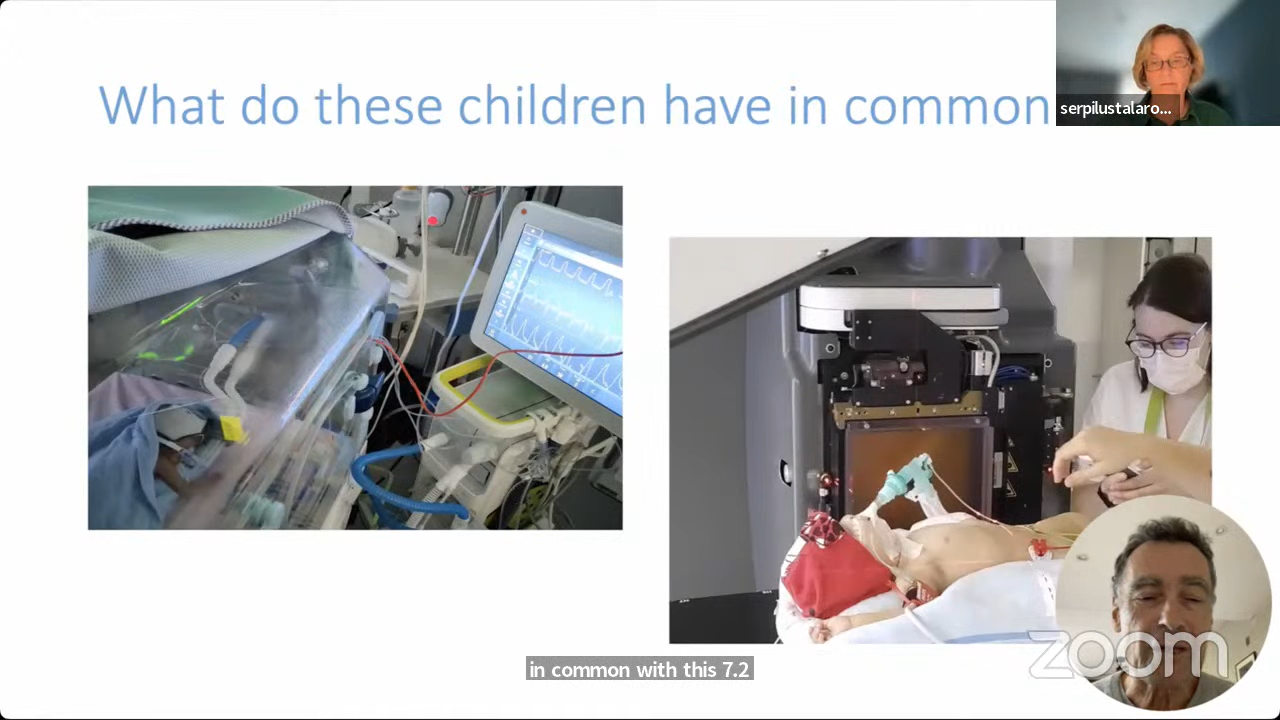 What do these children have in common
serpilustalaro...
in common with this 7.2
zoom